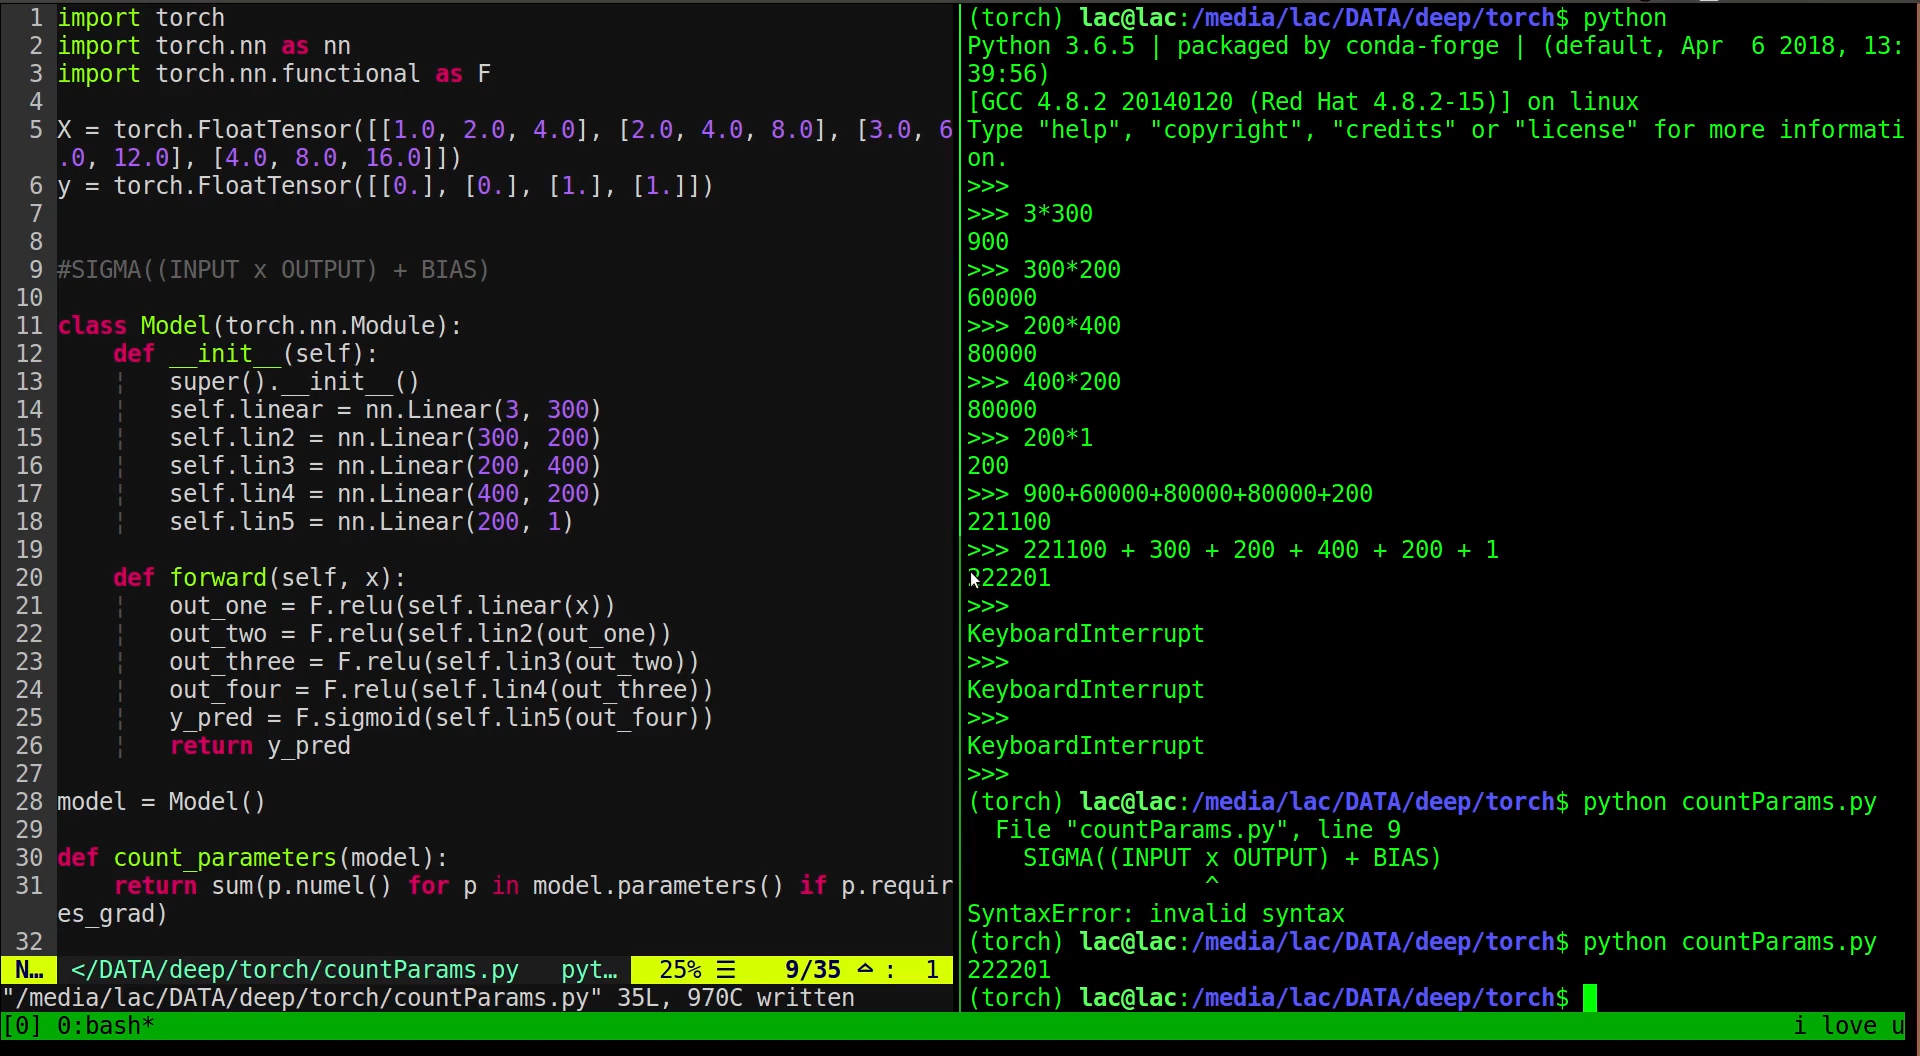 1 import torch
2 import torch.nn as nn
3 import torch.nn.functional as F
4
5 X = torch.FloatTensor([[1.0, 2.0, 4.0], [2.0, 4.0, 8.0], [3.0, 6
.0, 12.0], [4.0, 8.0, 16.0]])
6 y = torch.FloatTensor([[0.], [0.], [1.], [1.]])
7
8
9 #SIGMA((INPUT x OUTPUT) + BIAS)
10
11 class Model(torch.nn.Module):
12     def __init__(self):
13         super().__init__()
14         self.linear = nn.Linear(3, 300)
15         self.lin2 = nn.Linear(300, 200)
16         self.lin3 = nn.Linear(200, 400)
17         self.lin4 = nn.Linear(400, 200)
18         self.lin5 = nn.Linear(200, 1)
19
20     def forward(self, x):
21         out_one = F.relu(self.linear(x))
22         out_two = F.relu(self.lin2(out_one))
23         out_three = F.relu(self.lin3(out_two))
24         out_four = F.relu(self.lin4(out_three))
25         y_pred = F.sigmoid(self.lin5(out_four))
26         return y_pred
27
28 model = Model()
29
30 def count_parameters(model):
31     return sum(p.numel() for p in model.parameters() if p.requir
es_grad)
32
N… </DATA/deep/torch/countParams.py pyt… 25% ☰ 9/35 : 1
"/media/lac/DATA/deep/torch/countParams.py" 35L, 970C written
(torch) lac@lac:/media/lac/DATA/deep/torch$ python
Python 3.6.5 | packaged by conda-forge | (default, Apr  6 2018, 13:
39:56)
[GCC 4.8.2 20140120 (Red Hat 4.8.2-15)] on linux
Type "help", "copyright", "credits" or "license" for more informati
on.
>>>
>>> 3*300
900
>>> 300*200
60000
>>> 200*400
80000
>>> 400*200
80000
>>> 200*1
200
>>> 900+60000+80000+80000+200
221100
>>> 221100 + 300 + 200 + 400 + 200 + 1
222201
>>>
KeyboardInterrupt
>>>
KeyboardInterrupt
>>>
KeyboardInterrupt
>>>
(torch) lac@lac:/media/lac/DATA/deep/torch$ python countParams.py
  File "countParams.py", line 9
    SIGMA((INPUT x OUTPUT) + BIAS)
                 ^
SyntaxError: invalid syntax
(torch) lac@lac:/media/lac/DATA/deep/torch$ python countParams.py
222201
(torch) lac@lac:/media/lac/DATA/deep/torch$
[0] 0:bash* i love u